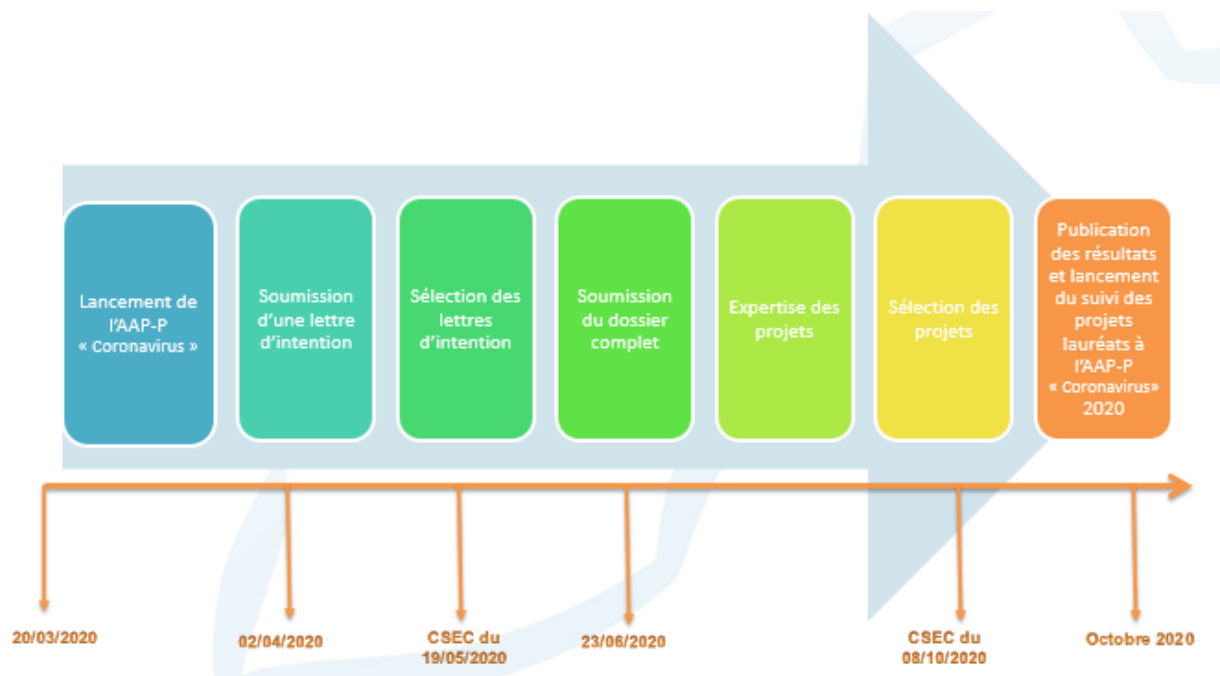 Lancement de
l'AAP-P
« Coronavirus »
Soumission
d'une lettre
d'intention
Sélection des
lettres
d'intention
Soumission
du dossier
complet
Expertise des
projets
Sélection des
projets
Publication
des résultats
et lancement
du suivi des
projets
lauréats à
l'AAP-P
« Coronavirus»
2020
20/03/2020
02/04/2020
CSEC du
19/05/2020
23/06/2020
CSEC du
08/10/2020
Octobre 2020